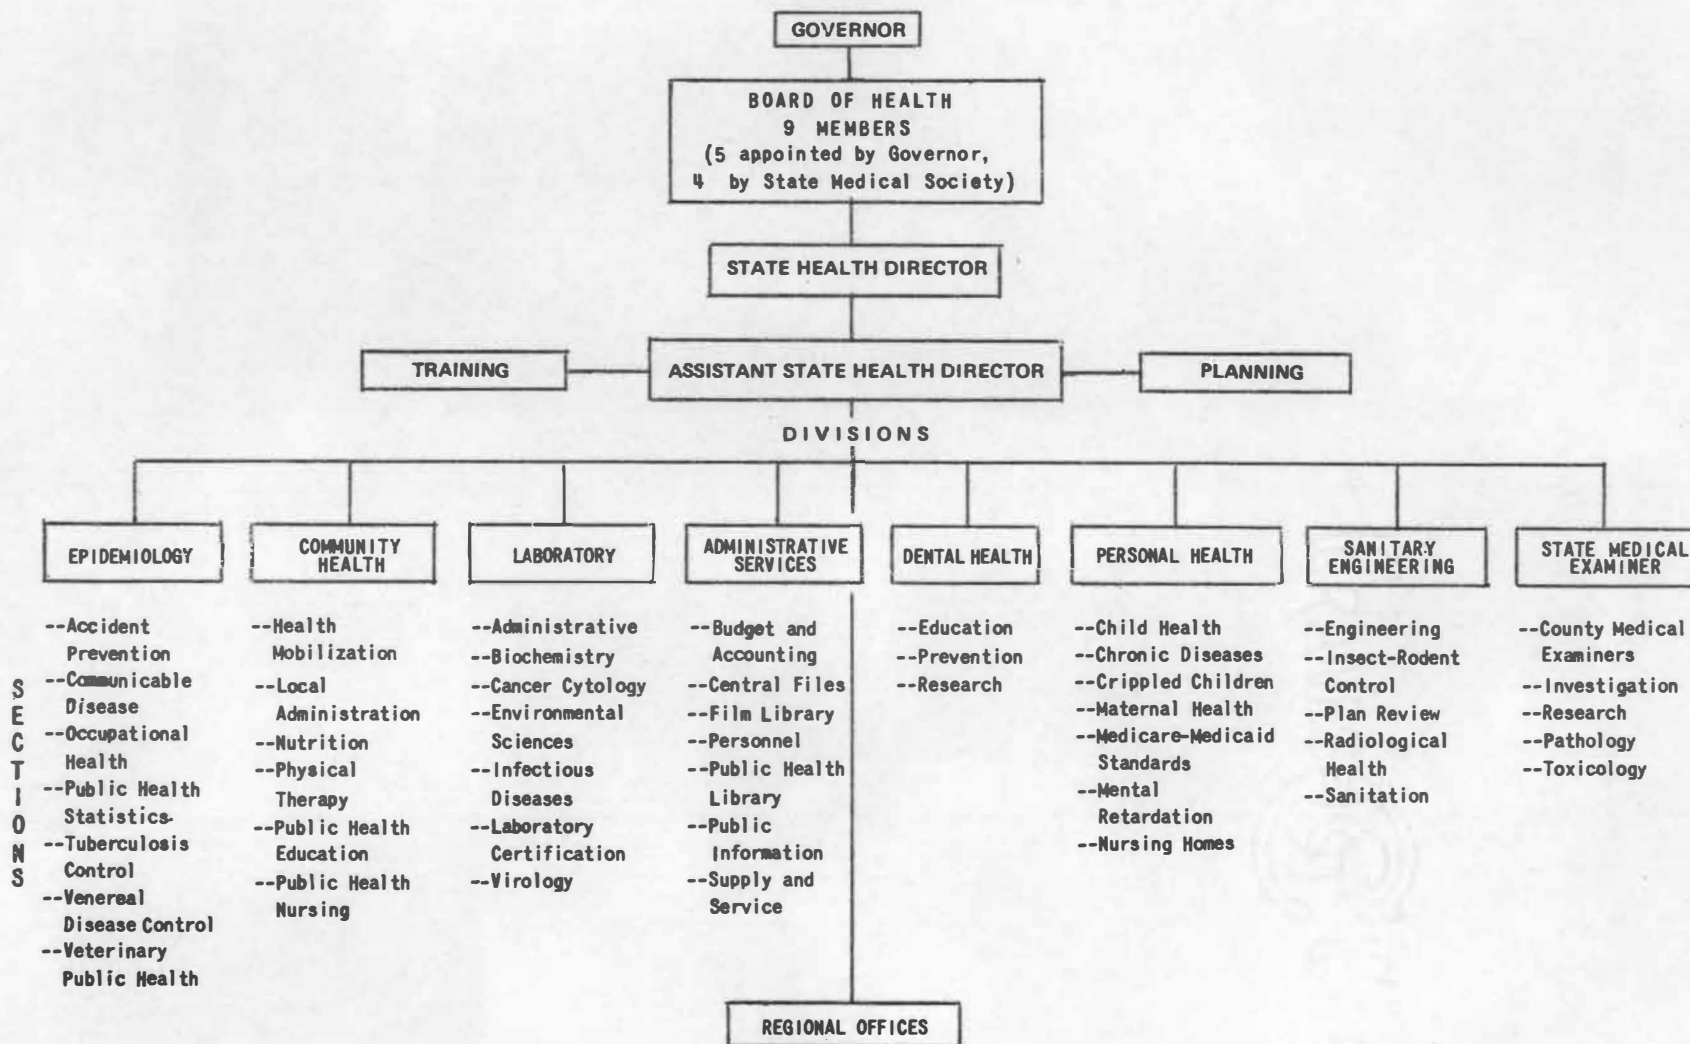 GOVERNOR
BOARD OF HEALTH
9 MEMBERS
(5 appointed by Governor,
4 by State Medical Society)
STATE HEALTH DIRECTOR
TRAINING
ASSISTANT STATE HEALTH DIRECTOR
PLANNING
DIVISIONS
SECTIONS
EPIDEMIOLOGY
--Accident
Prevention
--Communicable
Disease
--Occupational
Health
--Public Health
Statistics
--Tuberculosis
Control
--Venereal
Disease Control
--Veterinary
Public Health
COMMUNITY
HEALTH
--Health
Mobilization
--Local
Administration
--Nutrition
--Physical
Therapy
--Public Health
Education
--Public Health
Nursing
LABORATORY
--Administrative
--Biochemistry
--Cancer Cytology
--Environmental
Sciences
--Infectious
Diseases
--Laboratory
Certification
--Virology
ADMINISTRATIVE
SERVICES
--Budget and
Accounting
--Central Files
--Film Library
--Personnel
--Public Health
Library
--Public
Information
--Supply and
Service
DENTAL HEALTH
--Education
--Prevention
--Research
PERSONAL HEALTH
--Child Health
--Chronic Diseases
--Crippled Children
--Maternal Health
--Medicare-Medicaid
Standards
--Mental
Retardation
--Nursing Homes
SANITARY
ENGINEERING
--Engineering
--Insect-Rodent
Control
--Plan Review
--Radiological
Health
--Sanitation
STATE MEDICAL
EXAMINER
--County Medical
Examiners
--Investigation
--Research
--Pathology
--Toxicology
REGIONAL OFFICES